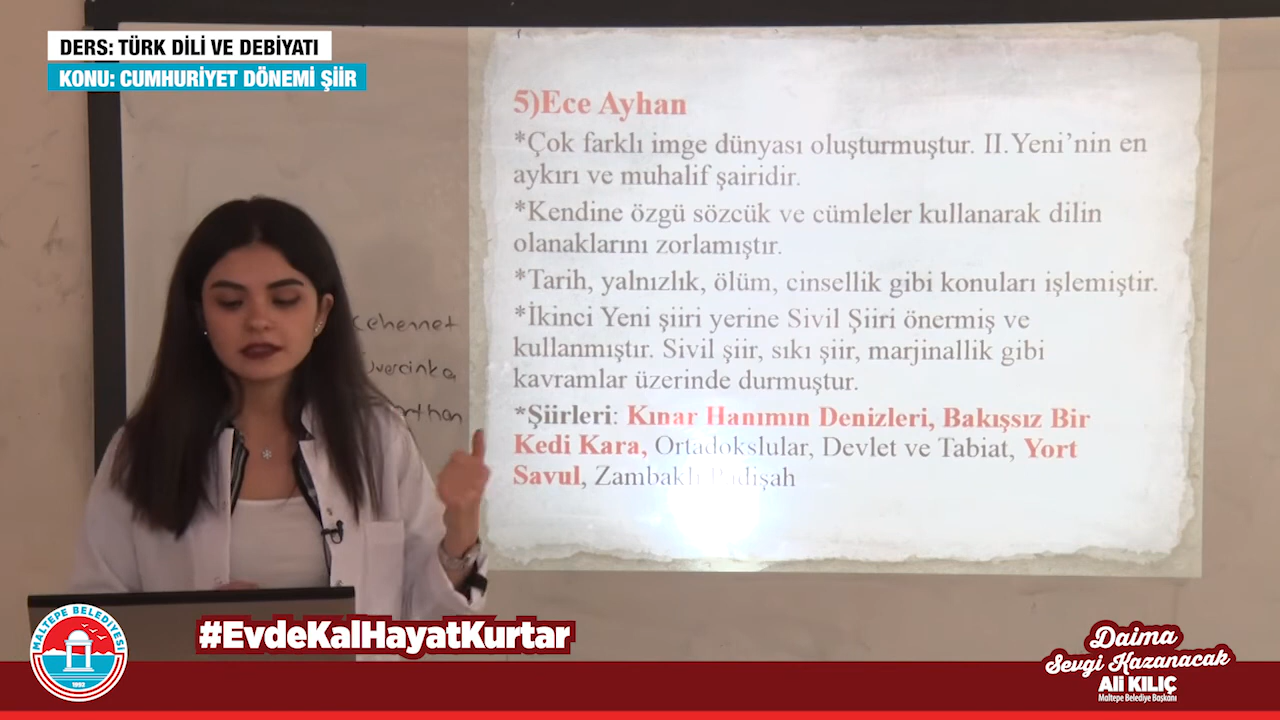 DERS: TÜRK DİLİ VE DEBİYATI
KONU: CUMHURİYET DÖNEMİ ŞİİR
5)Ece Ayhan
*Çok farklı imge dünyası oluşturmuştur. II.Yeni’nin en
aykırı ve muhalif şairidir.
*Kendine özgü sözcük ve cümleler kullanarak dilin
olanaklarını zorlamıştır.
*Tarih, yalnızlık, ölüm, cinsellik gibi konuları işlemiştir.
*İkinci Yeni şiiri yerine Sivil Şiiri önermiş ve
kullanmıştır. Sivil şiir, sıkı şiir, marjinallik gibi
kavramlar üzerinde durmuştur.
*Şiirleri: Kınar Hanımın Denizleri, Bakışsız Bir
Kedi Kara, Ortadokslular, Devlet ve Tabiat, Yort
Savul, Zambaklı Padişah
MALTEPE BELEDİYESİ
1992
#EvdeKalHayatKurtar
Daima
Sevgi Kazanacak
Ali KILIÇ
Maltepe Belediye Başkanı